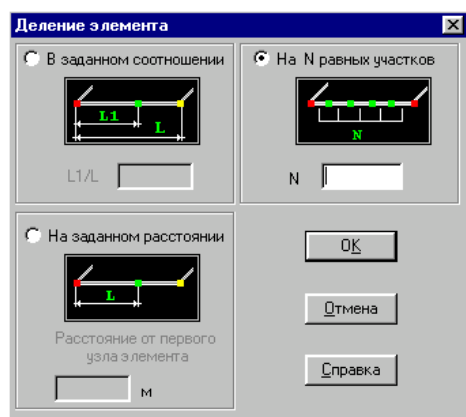 Деление элемента
В заданном соотношении
L1
L
L1/L
На N равных участков
N
N
На заданном расстоянии
L
Расстояние от первого
узла элемента
м
OK
Отмена
Справка